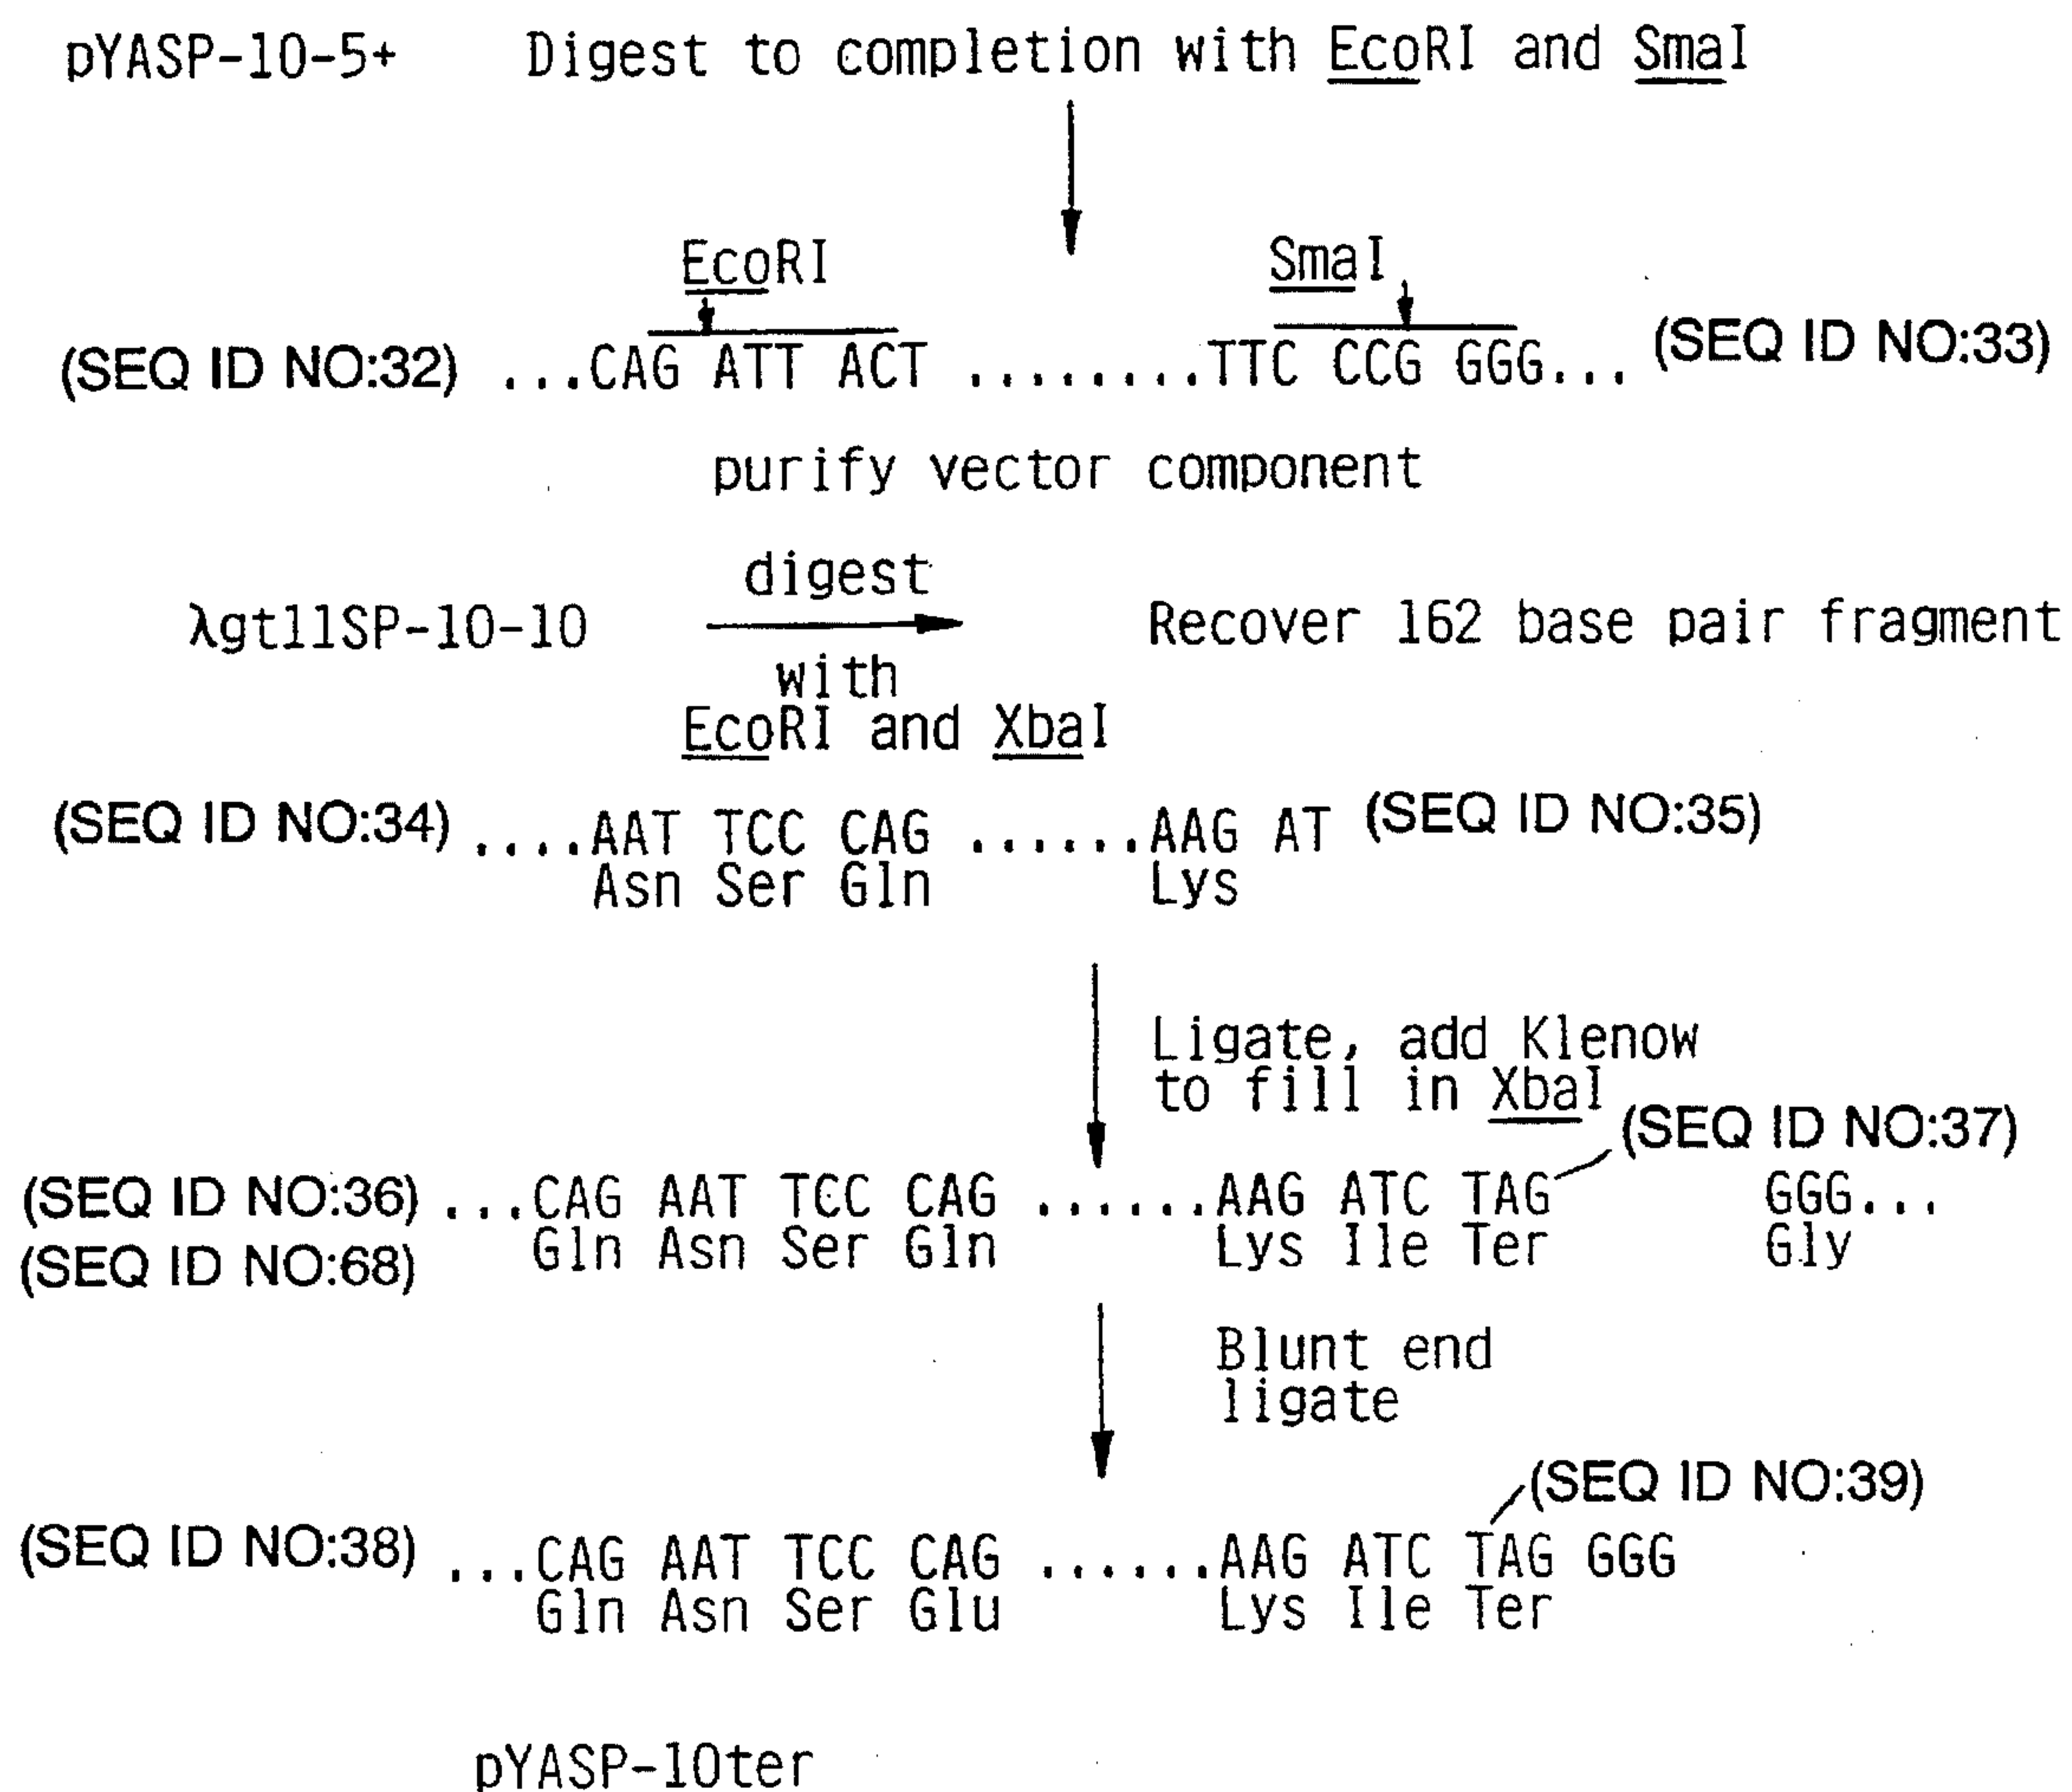 pYASP-10-5+ Digest to completion with EcoRI and SmaI
EcoRI SmaI
(SEQ ID NO:32) ...CAG ATT ACT ........TTC CCG GGG... (SEQ ID NO:33)
purify vector component
digest
λgt11SP-10-10 Recover 162 base pair fragment
with
EcoRI and XbaI
(SEQ ID NO:34) ....AAT TCC CAG ......AAG AT (SEQ ID NO:35)
Asn Ser Gln Lys
Ligate, add Klenow
to fill in XbaI
(SEQ ID NO:37)
(SEQ ID NO:36) ...CAG AAT TCC CAG ......AAG ATC TAG GGG...
(SEQ ID NO:68) Gln Asn Ser Gln Lys Ile Ter Gly
Blunt end
ligate
(SEQ ID NO:39)
(SEQ ID NO:38) ...CAG AAT TCC CAG ......AAG ATC TAG GGG
Gln Asn Ser Glu Lys Ile Ter
pYASP-10ter